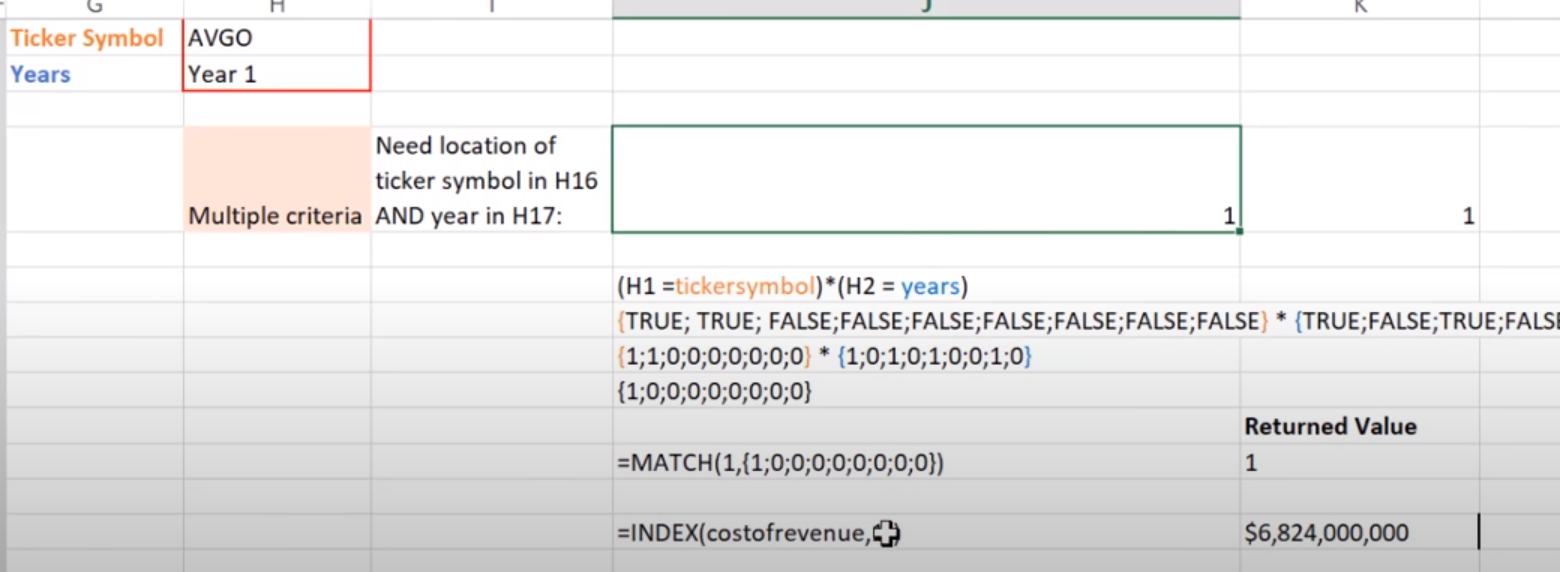 G H I J K
Ticker Symbol AVGO
Years Year 1
Need location of
ticker symbol in H16
Multiple criteria AND year in H17: 1 1
(H1 =tickersymbol)*(H2 = years)
{TRUE; TRUE; FALSE;FALSE;FALSE;FALSE;FALSE;FALSE;FALSE} * {TRUE;FALSE;TRUE;FALSE
{1;1;0;0;0;0;0;0;0} * {1;0;1;0;1;0;0;1;0}
{1;0;0;0;0;0;0;0;0}
Returned Value
=MATCH(1,{1;0;0;0;0;0;0;0;0}) 1
=INDEX(costofrevenue, ) $6,824,000,000